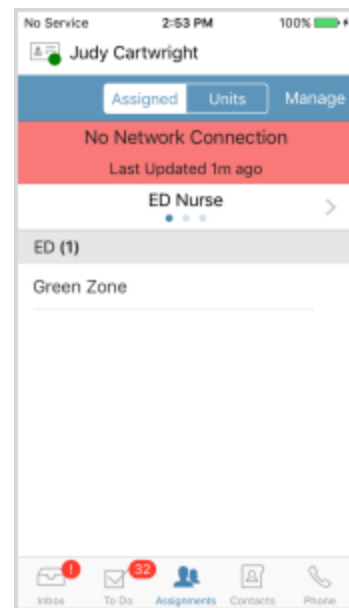 No Service 2:53 PM 100%
Judy Cartwright
Assigned Units Manage
No Network Connection
Last Updated 1m ago
ED Nurse
ED (1)
Green Zone
! 32
Inbox To Do Assignments Contacts Phone